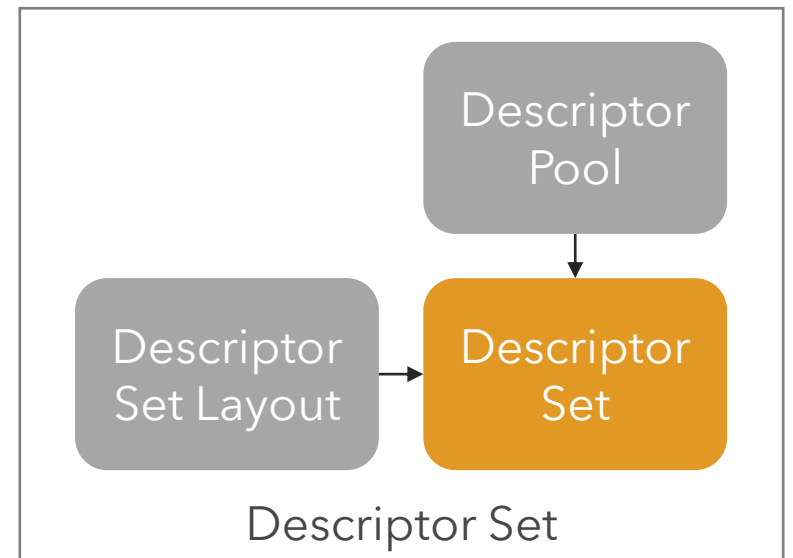 Descriptor
Pool
Descriptor
Set Layout
Descriptor
Set
Descriptor Set